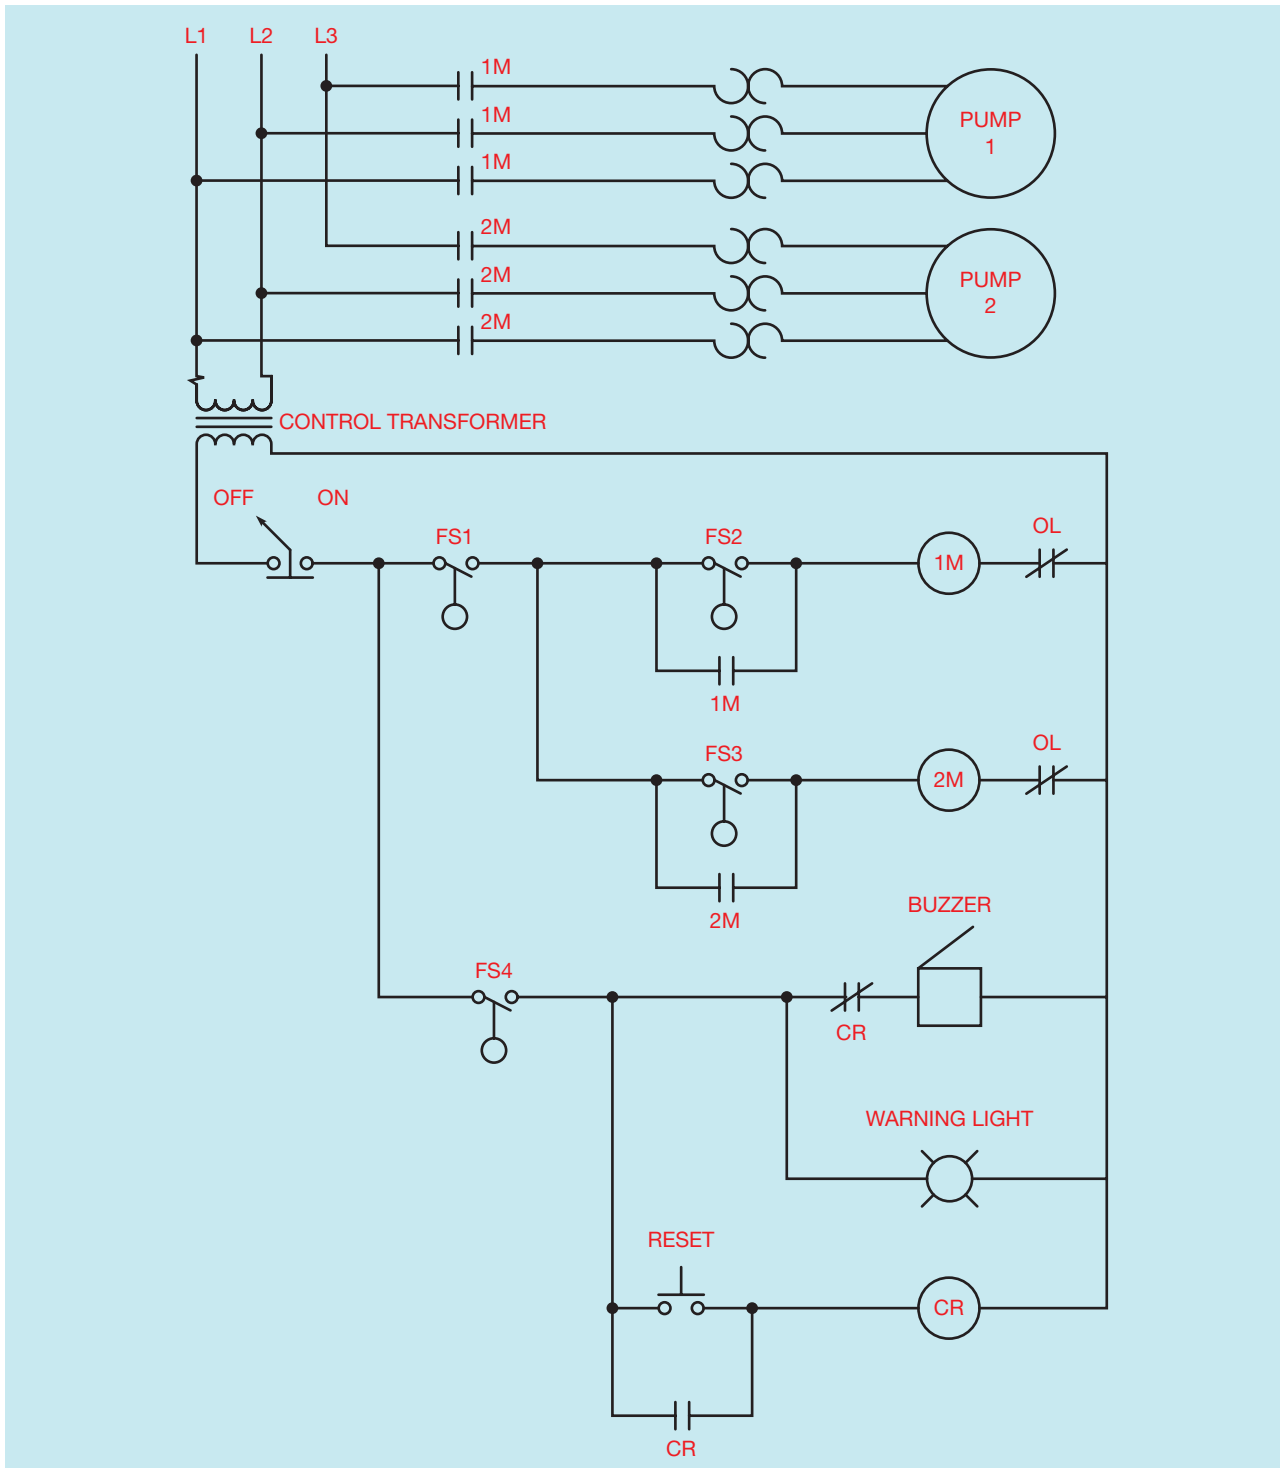 L1 L2 L3
1M
1M
1M
PUMP
1
2M
2M
2M
PUMP
2
CONTROL TRANSFORMER
OFF ON
FS1
FS2
1M
OL
1M
FS3
2M
OL
2M
BUZZER
FS4
CR
WARNING LIGHT
RESET
CR
CR